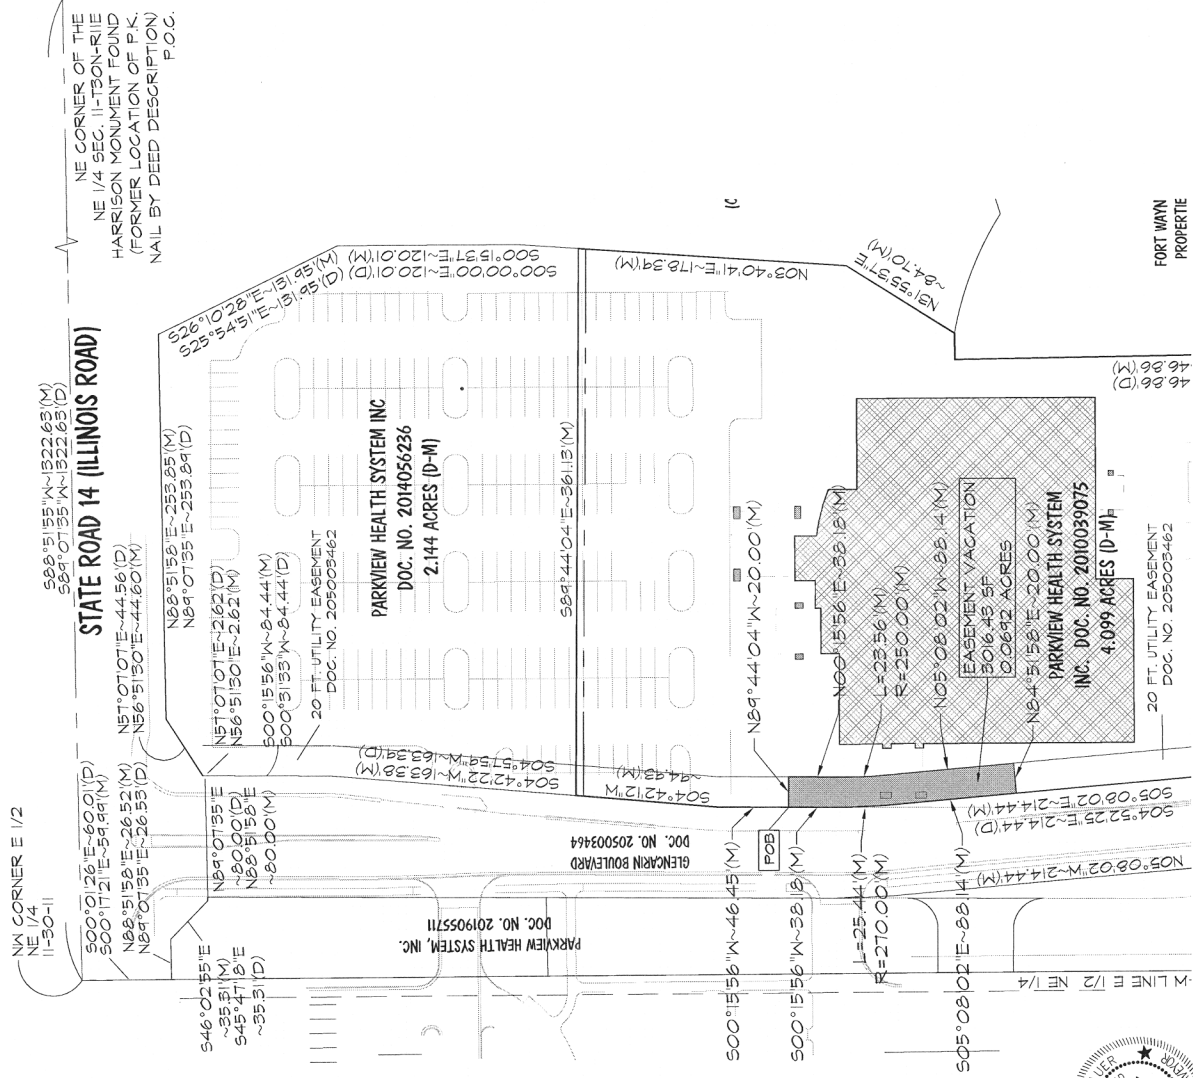 NE CORNER OF THE
NE 1/4 SEC. 11-T30N-R11E
HARRISON MONUMENT FOUND
(FORMER LOCATION OF P.K.
NAIL BY DEED DESCRIPTION)
P.O.C.
S88°51'55"W~1322.63'(M)
S89°07'35"W~1322.63'(D)
STATE ROAD 14 (ILLINOIS ROAD)
NW CORNER E 1/2
NE 1/4
11-30-11
S00°01'26"E~60.01'(D)
S00°17'21"E~59.99'(M)
N88°51'58"E~26.52'(M)
N89°07'35"E~26.53'(D)
N57°07'07"E~44.56'(D)
N56°51'30"E~44.60'(M)
N88°51'58"E~253.85'(M)
N89°07'35"E~253.89'(D)
S26°10'28"E~131.95'(M)
S25°54'51"E~131.95'(D)
S00°15'37"E~120.01'(M)
S00°00'00"E~120.01'(D)
N57°07'07"E~2.62'(D)
N56°51'30"E~2.62'(M)
S00°15'56"W~84.44'(M)
S00°31'33"W~84.44'(D)
20 FT. UTILITY EASEMENT
DOC. NO. 205003462
PARKVIEW HEALTH SYSTEM INC
DOC. NO. 2014056236
2.144 ACRES (D-M)
N89°07'35"E
~80.00'(D)
N88°51'58"E
~80.00'(M)
S46°02'55"E
~35.31'(M)
S45°47'18"E
~35.31'(D)
S04°57'59"W~163.39'(D)
S04°42'22"W~163.38'(M)
S89°44'04"E~361.13'(M)
S04°42'12"W
~94.93'(M)
GLENCARIN BOULEVARD
DOC. NO. 205003464
PARKVIEW HEALTH SYSTEM, INC.
DOC. NO. 2019055711
N03°40'41"E~178.39'(M)
N31°55'37"E
~84.70'(M)
46.86'(M)
46.86'(D)
FORT WAYN
PROPERTIE
N89°44'04"W~20.00'(M)
N00°15'56"E~38.18'(M)
L=23.56'(M)
R=250.00'(M)
N05°08'02"W~88.14'(M)
EASEMENT VACATION
3016.43 SF
0.0692 ACRES
N84°51'58"E~20.00'(M)
PARKVIEW HEALTH SYSTEM
INC. DOC. NO. 2010039075
4.099 ACRES (D-M)
20 FT. UTILITY EASEMENT
DOC. NO. 205003462
POB
S00°15'56"W~46.45'(M)
S00°15'56"W~38.18'(M)
L=25.44'(M)
R=270.00'(M)
S05°08'02"E~88.14'(M)
S05°08'02"E~214.44'(M)
S04°52'25"E~214.44'(D)
N05°08'02"W~214.44'(M)
LINE E 1/2 NE 1/4